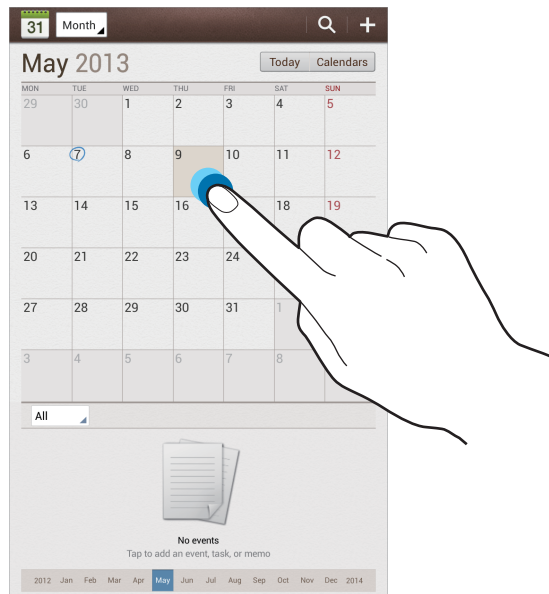 31 Month
May 2013 Today Calendars
MON TUE WED THU FRI SAT SUN
29 30 1 2 3 4 5
6 7 8 9 10 11 12
13 14 15 16 18 19
20 21 22 23 24
27 28 29 30 31 1
3 4 5 6 7 8
All
No events
Tap to add an event, task, or memo
2012 Jan Feb Mar Apr May Jun Jul Aug Sep Oct Nov Dec 2014